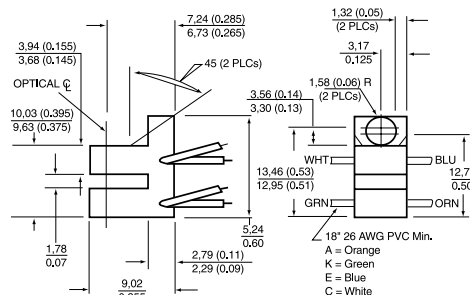 7,24 (0.285)
6,73 (0.265)
1,32 (0.05)
(2 PLCs)
3,94 (0.155)
3,68 (0.145)
3,17
0.125
45 (2 PLCs)
OPTICAL ℄
1,58 (0.06) R
(2 PLCs)
3,56 (0.14)
3,30 (0.13)
10,03 (0.395)
9,63 (0.375)
WHT
BLU
13,46 (0.53)
12,95 (0.51)
GRN
ORN
5,24
0.60
1,78
0.07
2,79 (0.11)
2,29 (0.09)
9,02
18" 26 AWG PVC Min.
A = Orange
K = Green
E = Blue
C = White